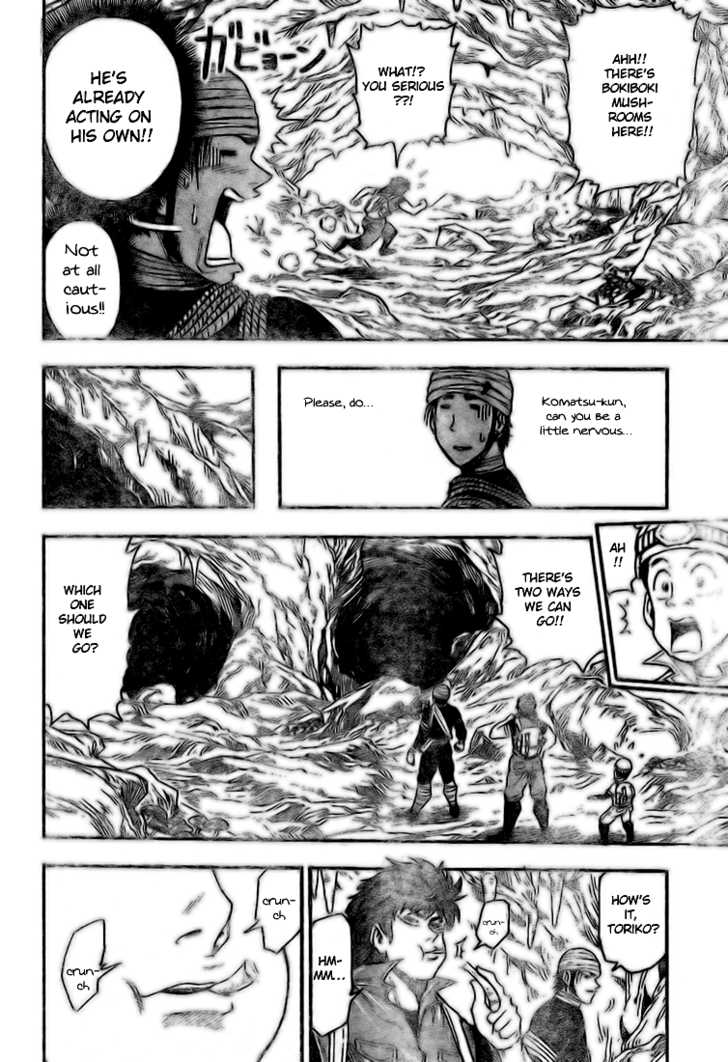 AHH!!
THERE'S
BOKIBOKI
MUSH-
ROOMS
HERE!!
WHAT!?
YOU SERIOUS
??!
ガビョーン
HE'S
ALREADY
ACTING ON
HIS OWN!!
Not
at all
caut-
ious!!
Komatsu-kun,
can you be a
little nervous...
Please, do...
AH
!!
THERE'S
TWO WAYS
WE CAN
GO!!
WHICH
ONE
SHOULD
WE
GO?
HOW'S
IT,
TORIKO?
crun-
ch
HM-
MM...
crun-
ch
crun-
ch